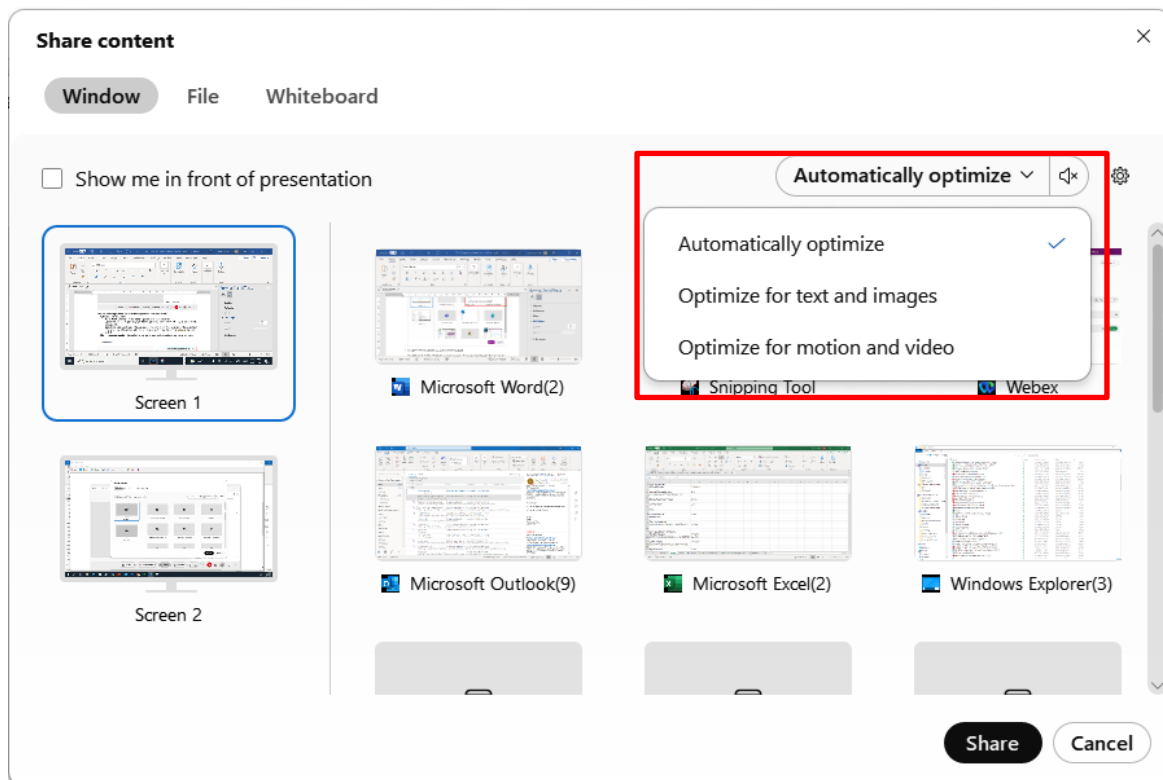 Share content
Window File Whiteboard
Show me in front of presentation
Automatically optimize
Automatically optimize
Optimize for text and images
Optimize for motion and video
Screen 1
Microsoft Word(2)
Snipping Tool
Webex
Screen 2
Microsoft Outlook(9)
Microsoft Excel(2)
Windows Explorer(3)
Share Cancel